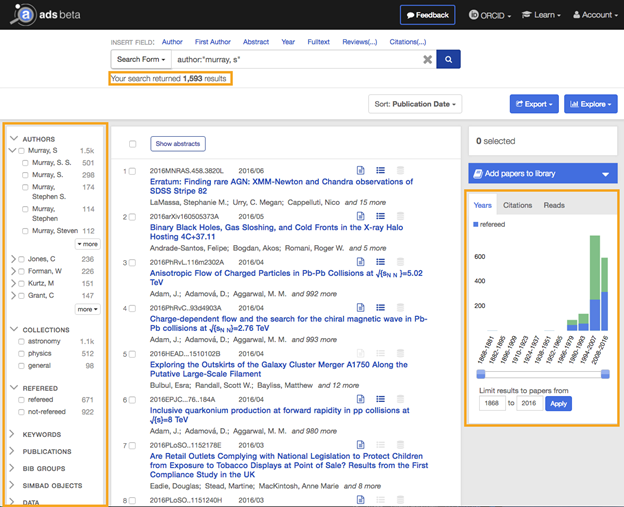 ads beta
Feedback
ORCID
Learn
Account
INSERT FIELD: Author First Author Abstract Year Fulltext Reviews(...) Citations(...)
Search Form author:"murray, s"
Your search returned 1,593 results
Sort: Publication Date
Export
Explore
AUTHORS
Murray, S 1.5k
Murray, S. S. 501
Murray, S. 298
Murray, 174
Stephen S.
Murray, 114
Stephen
Murray, Steven 112
more
Jones, C 236
Forman, W 226
Kurtz, M 151
Grant, C 147
more
COLLECTIONS
astronomy 1.1k
physics 512
general 98
REFEREED
refereed 671
not-refereed 922
KEYWORDS
PUBLICATIONS
BIB GROUPS
SIMBAD OBJECTS
DATA
Show abstracts
1 2016MNRAS.458.3820L 2016/06
Erratum: Finding rare AGN: XMM-Newton and Chandra observations of
SDSS Stripe 82
LaMassa, Stephanie M.; Urry, C. Megan; Cappelluti, Nico and 15 more
2 2016arXiv160505373A 2016/05
Binary Black Holes, Gas Sloshing, and Cold Fronts in the X-ray Halo
Hosting 4C+37.11
Andrade-Santos, Felipe; Bogdan, Akos; Romani, Roger W. and 5 more
3 2016PhRvL..116m2302A 2016/04
Anisotropic Flow of Charged Particles in Pb-Pb Collisions at √{sN N }=5.02
TeV
Adam, J.; Adamová, D.; Aggarwal, M. M. and 992 more
4 2016PhRvC..93d4903A 2016/04
Charge-dependent flow and the search for the chiral magnetic wave in Pb-
Pb collisions at √{sN N}=2.76 TeV
Adam, J.; Adamová, D.; Aggarwal, M. M. and 993 more
5 2016HEAD...1510102B 2016/04
Exploring the Outskirts of the Galaxy Cluster Merger A1750 Along the
Putative Large-Scale Filament
Bulbul, Esra; Randall, Scott W.; Bayliss, Matthew and 12 more
6 2016EPJC...76..184A 2016/04
Inclusive quarkonium production at forward rapidity in pp collisions at
√{s}=8 TeV
Adam, J.; Adamová, D.; Aggarwal, M. M. and 980 more
7 2016PLoSO..1152178E 2016/03
Are Retail Outlets Complying with National Legislation to Protect Children
from Exposure to Tobacco Displays at Point of Sale? Results from the First
Compliance Study in the UK
Eadie, Douglas; Stead, Martine; MacKintosh, Anne Marie and 8 more
8 2016PLoSO..1151240H 2016/03
0 selected
Add papers to library
Years Citations Reads
refereed
600
400
200
1868-1881
1882-1895
1896-1909
1910-1923
1924-1937
1938-1951
1952-1965
1966-1979
1980-1993
1994-2007
2008-2016
Limit results to papers from
1868 to 2016 Apply